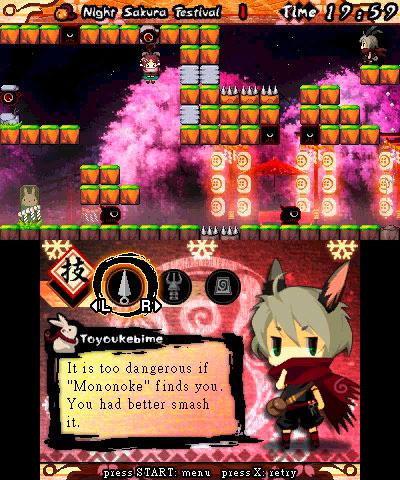 Night Sakura Festival 1 Time 19:59
技
L R
Toyoukebime
It is too dangerous if
"Mononoke" finds you.
You had better smash
it.
press START: menu press X: retry